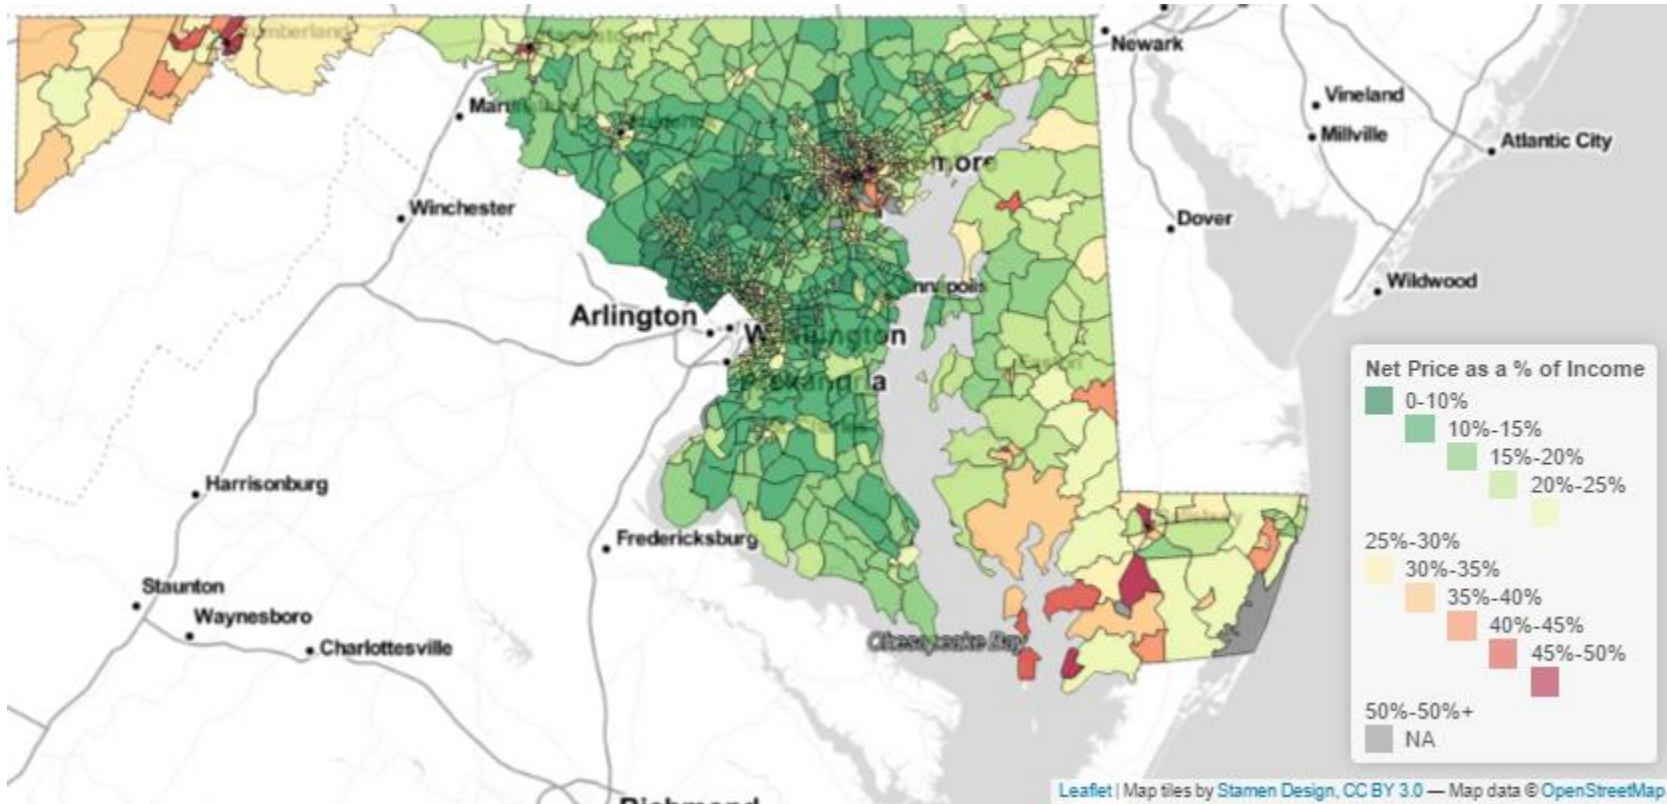 Newark
Vineland
Millville
Atlantic City
Winchester
Dover
Wildwood
Arlington
Harrisonburg
Fredericksburg
Staunton
Waynesboro
Charlottesville
Chesapeake Bay
Net Price as a % of Income
0-10%
10%-15%
15%-20%
20%-25%
25%-30%
30%-35%
35%-40%
40%-45%
45%-50%
50%-50%+
NA
Leaflet | Map tiles by Stamen Design, CC BY 3.0 — Map data © OpenStreetMap